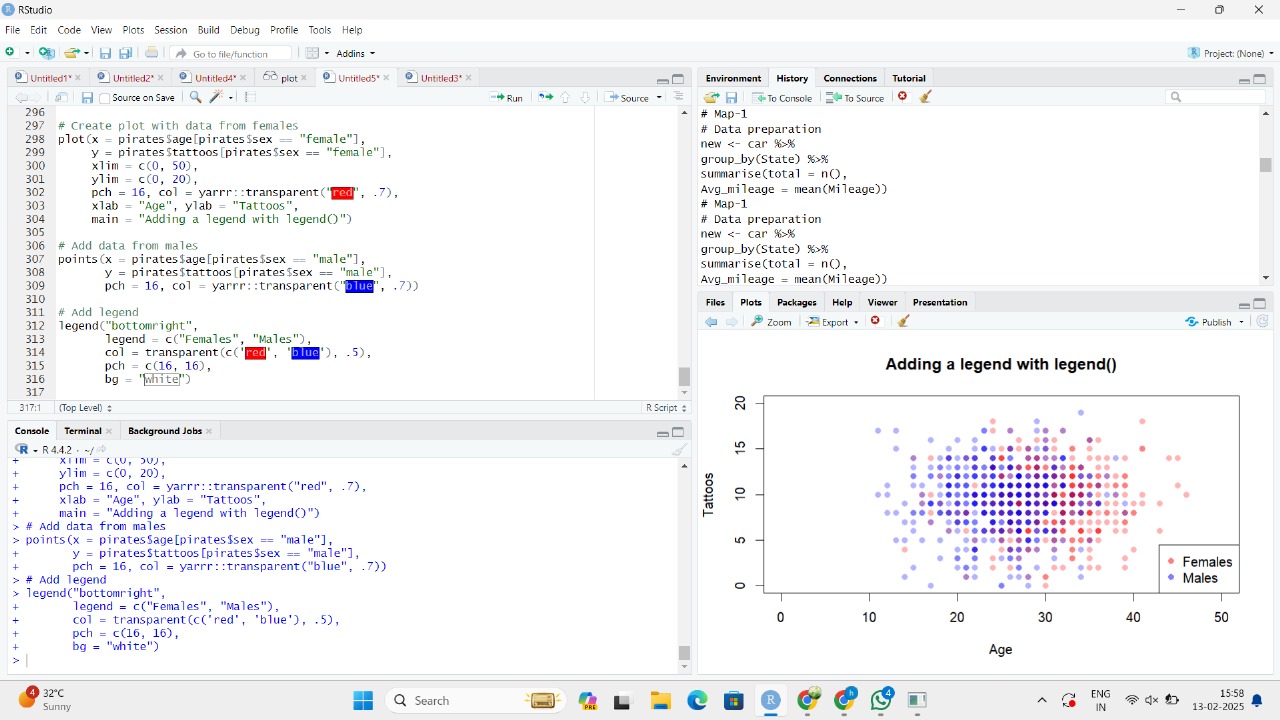 RStudio
File Edit Code View Plots Session Build Debug Profile Tools Help
Go to file/function Addins Project: (None)
Untitled1* Untitled2* Untitled4* plot Untitled5* Untitled3*
Source on Save Run Source
296
297 # Create plot with data from females
298 plot(x = pirates$age[pirates$sex == "female"],
299 y = pirates$tattoos[pirates$sex == "female"],
300 xlim = c(0, 50),
301 ylim = c(0, 20),
302 pch = 16, col = yarrr::transparent("red", .7),
303 xlab = "Age", ylab = "Tattoos",
304 main = "Adding a legend with legend()")
305
306 # Add data from males
307 points(x = pirates$age[pirates$sex == "male"],
308 y = pirates$tattoos[pirates$sex == "male"],
309 pch = 16, col = yarrr::transparent("blue", .7))
310
311 # Add legend
312 legend("bottomright",
313 legend = c("Females", "Males"),
314 col = transparent(c('red', 'blue'), .5),
315 pch = c(16, 16),
316 bg = "white")
317
317:1 (Top Level) R Script
Console Terminal Background Jobs
R 4.4.2 · ~/
+ xlim = c(0, 50),
+ ylim = c(0, 20),
+ pch = 16, col = yarrr::transparent("red", .7),
+ xlab = "Age", ylab = "Tattoos",
+ main = "Adding a legend with legend()")
> # Add data from males
> points(x = pirates$age[pirates$sex == "male"],
+ y = pirates$tattoos[pirates$sex == "male"],
+ pch = 16, col = yarrr::transparent("blue", .7))
> # Add legend
> legend("bottomright",
+ legend = c("Females", "Males"),
+ col = transparent(c('red', 'blue'), .5),
+ pch = c(16, 16),
+ bg = "white")
>
Environment History Connections Tutorial
To Console To Source
# Map-1
# Data preparation
new <- car %>%
group_by(State) %>%
summarise(total = n(),
Avg_mileage = mean(Mileage))
# Map-1
# Data preparation
new <- car %>%
group_by(State) %>%
summarise(total = n(),
Avg_mileage = mean(Mileage))
Files Plots Packages Help Viewer Presentation
Zoom Export Publish
Adding a legend with legend()
Tattoos
20
15
10
5
0
Females
Males
0 10 20 30 40 50
Age
4 32°C
Sunny
Search
PRE
h
4
ENG
IN
15:58
13-02-2025